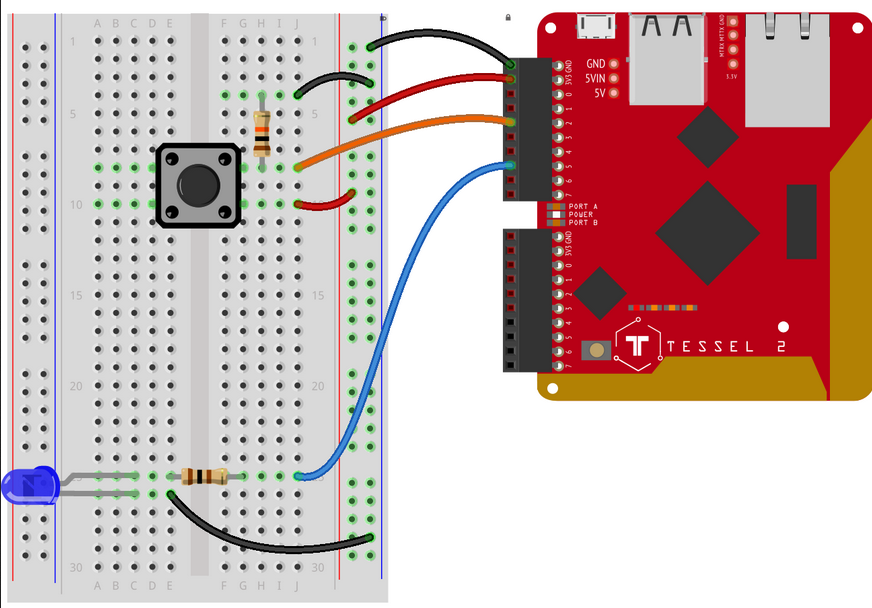 A B C D E F G H I J
1 1
5 5
10 10
15 15
20 20
25
30 30
A B C D E F G H I J
GND
5VIN
5V
MTRX MTTX GND
3.3V
GND
3V3
0
1
2
3
4
5
6
7
PORT A
POWER
PORT B
GND
3V3
0
1
2
3
4
5
6
7
TESSEL 2